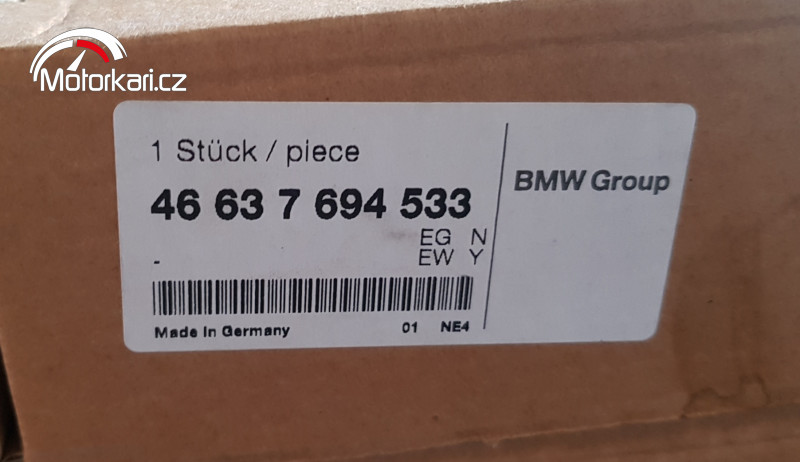 Motorkari.cz
1 Stück / piece
46 63 7 694 533
EG N
- EW Y
Made in Germany 01 NE4
BMW Group